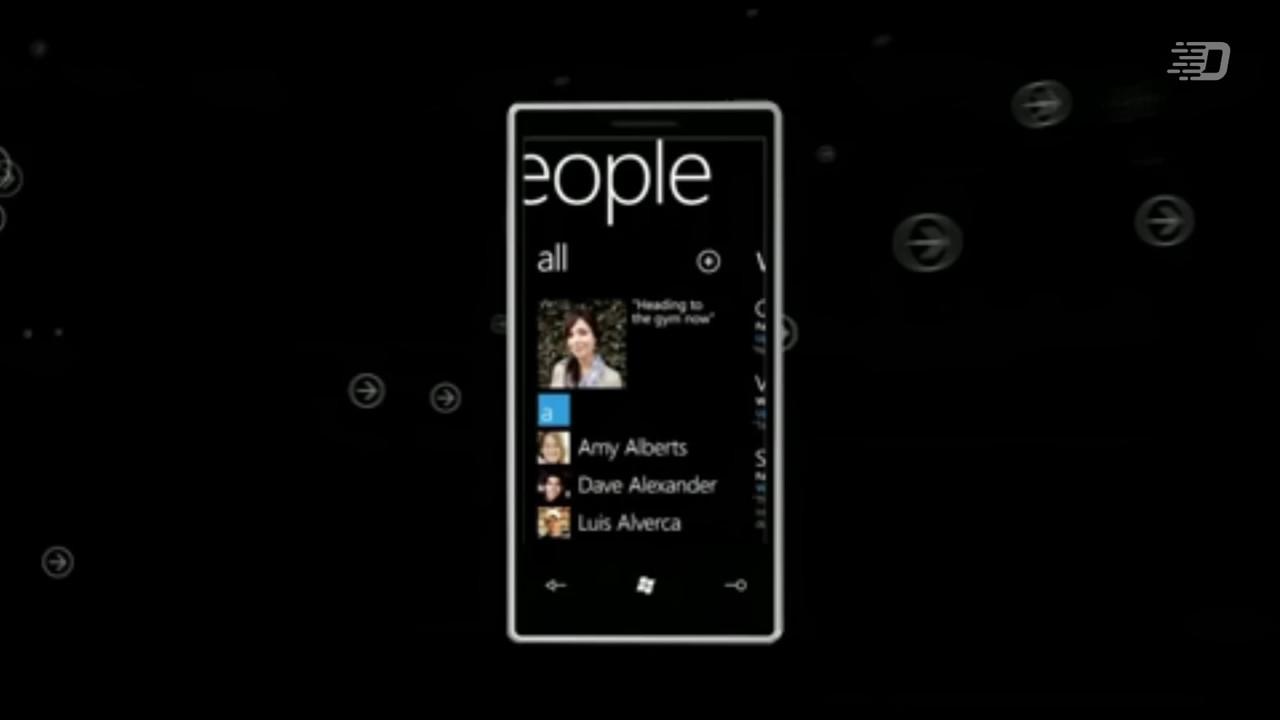 eople
all
"Heading to
the gym now"
a
Amy Alberts
Dave Alexander
Luis Alverca